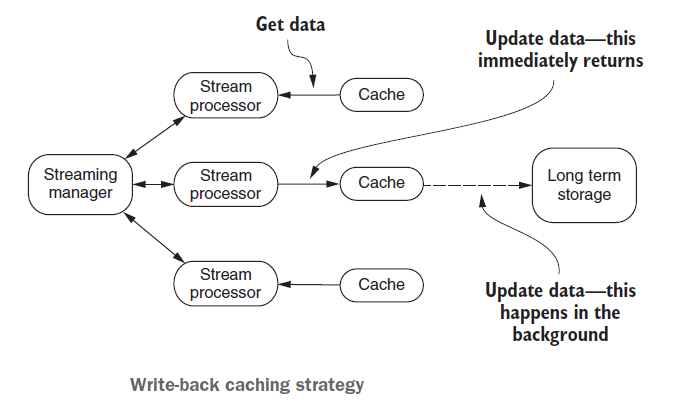 Get data
Update data—this
immediately returns
Stream
processor
Cache
Streaming
manager
Stream
processor
Cache
Long term
storage
Stream
processor
Cache
Update data—this
happens in the
background
Write-back caching strategy